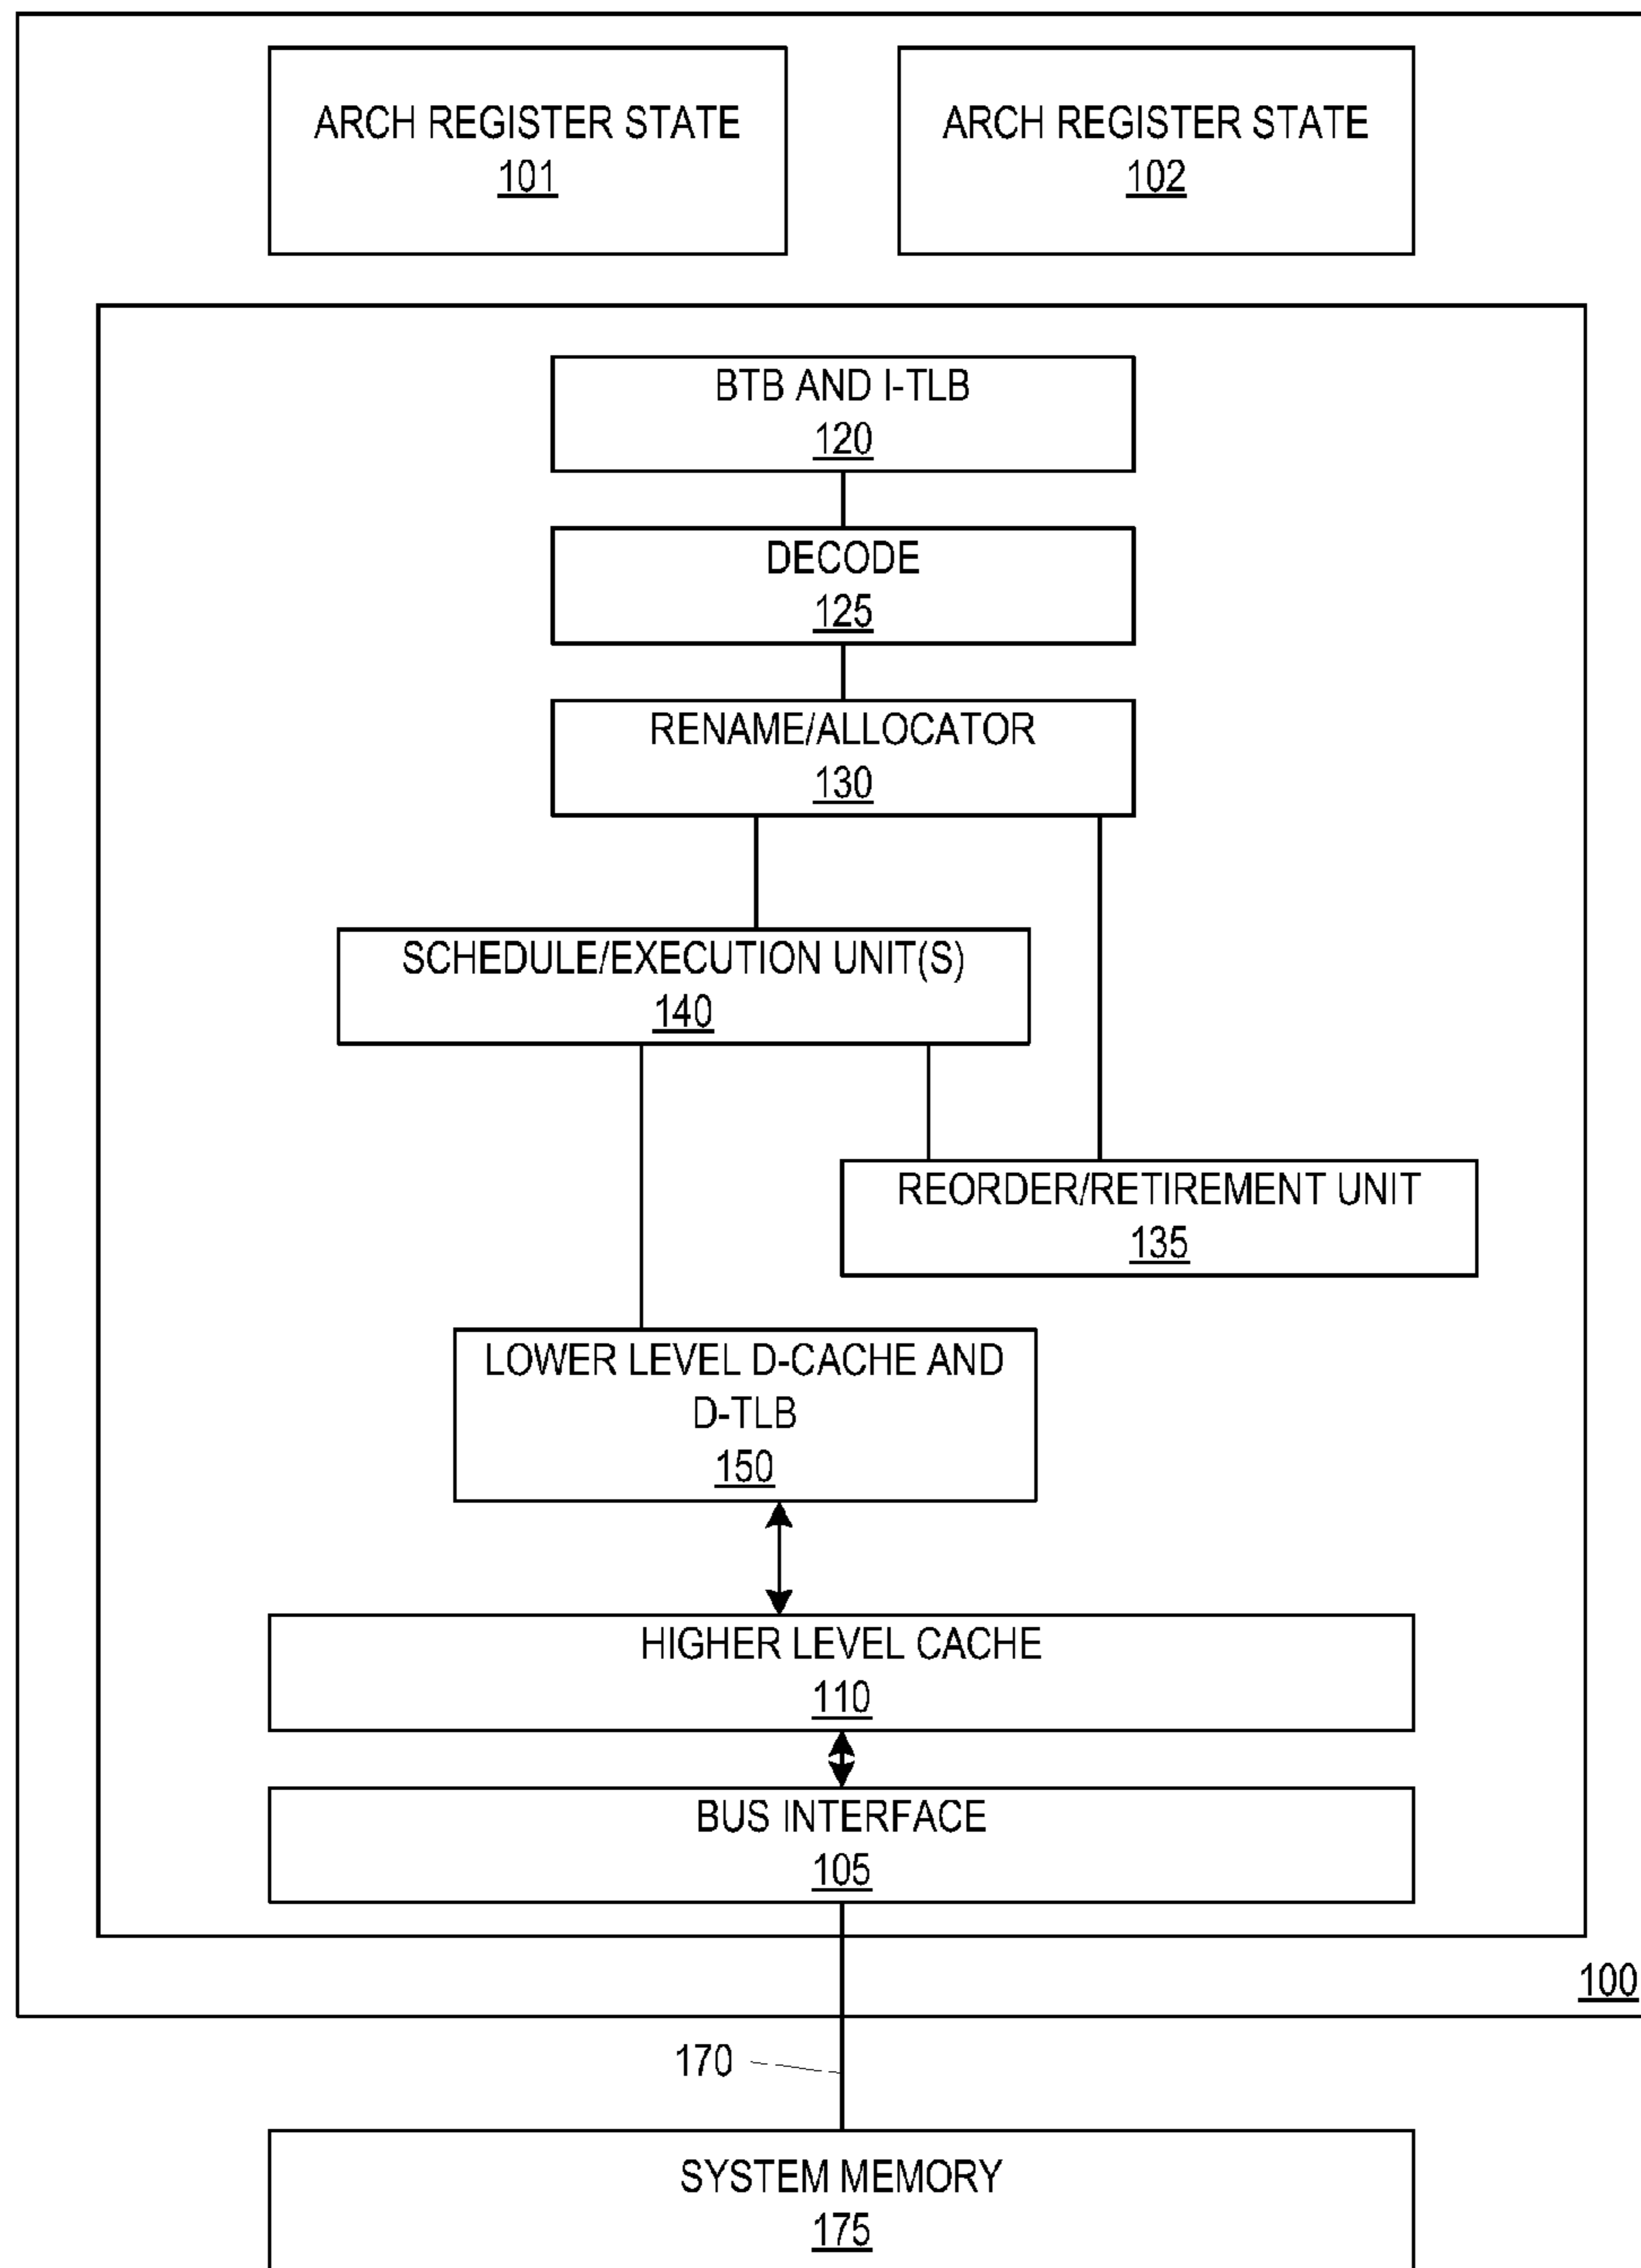 ARCH REGISTER STATE
101
ARCH REGISTER STATE
102
BTB AND I-TLB
120
DECODE
125
RENAME/ALLOCATOR
130
SCHEDULE/EXECUTION UNIT(S)
140
REORDER/RETIREMENT UNIT
135
LOWER LEVEL D-CACHE AND
D-TLB
150
HIGHER LEVEL CACHE
110
BUS INTERFACE
105
100
170
SYSTEM MEMORY
175